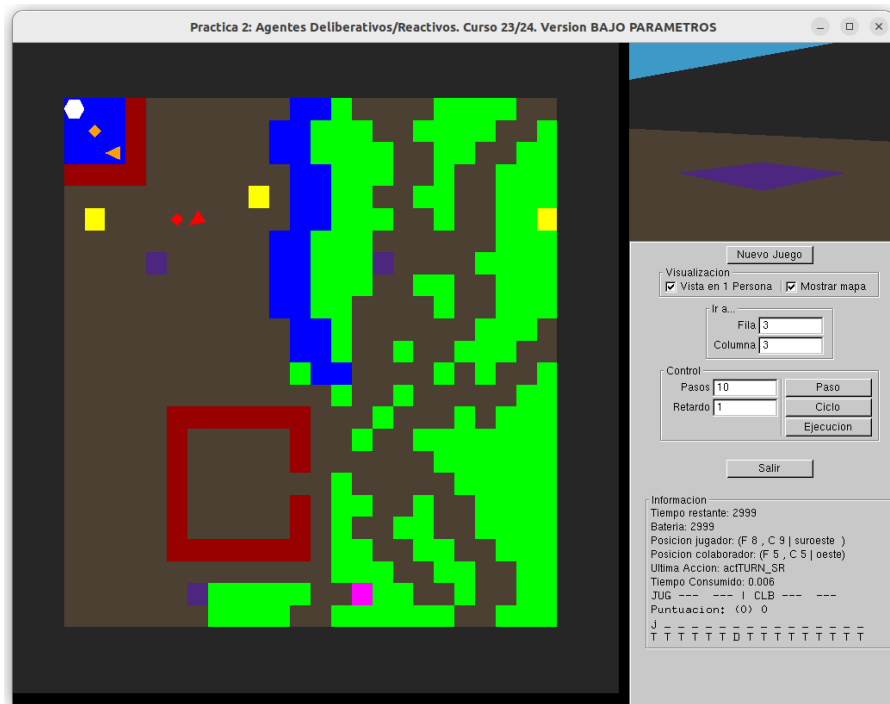 Practica 2: Agentes Deliberativos/Reactivos. Curso 23/24. Version BAJO PARAMETROS
Nuevo Juego
Visualizacion
Vista en 1 Persona
Mostrar mapa
Ir a...
Fila 3
Columna 3
Control
Pasos 10 Paso
Retardo 1 Ciclo
Ejecucion
Salir
Informacion
Tiempo restante: 2999
Bateria: 2999
Posicion jugador: (F 8 , C 9 | suroeste )
Posicion colaborador: (F 5 , C 5 | oeste)
Ultima Accion: actTURN_SR
Tiempo Consumido: 0.006
JUG --- --- | CLB --- ---
Puntuacion: (0) 0
j _ _ _ _ _ _ _ _ _ _ _ _ _ _ _
T T T T T T D T T T T T T T T T